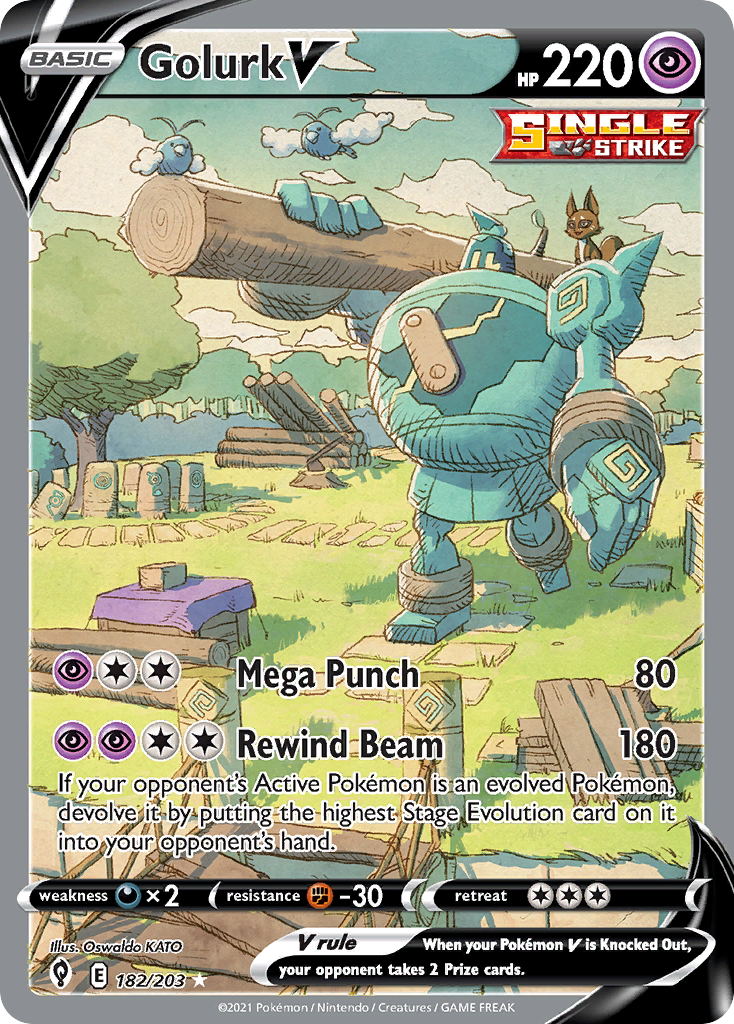 BASIC Golurk V HP 220
SINGLE
STRIKE
Mega Punch 80
Rewind Beam 180
If your opponent's Active Pokémon is an evolved Pokémon,
devolve it by putting the highest Stage Evolution card on it
into your opponent's hand.
weakness ×2 resistance -30 retreat
Illus. Oswaldo KATO
V rule When your Pokémon V is Knocked Out,
your opponent takes 2 Prize cards.
E 182/203
©2021 Pokémon / Nintendo / Creatures / GAME FREAK